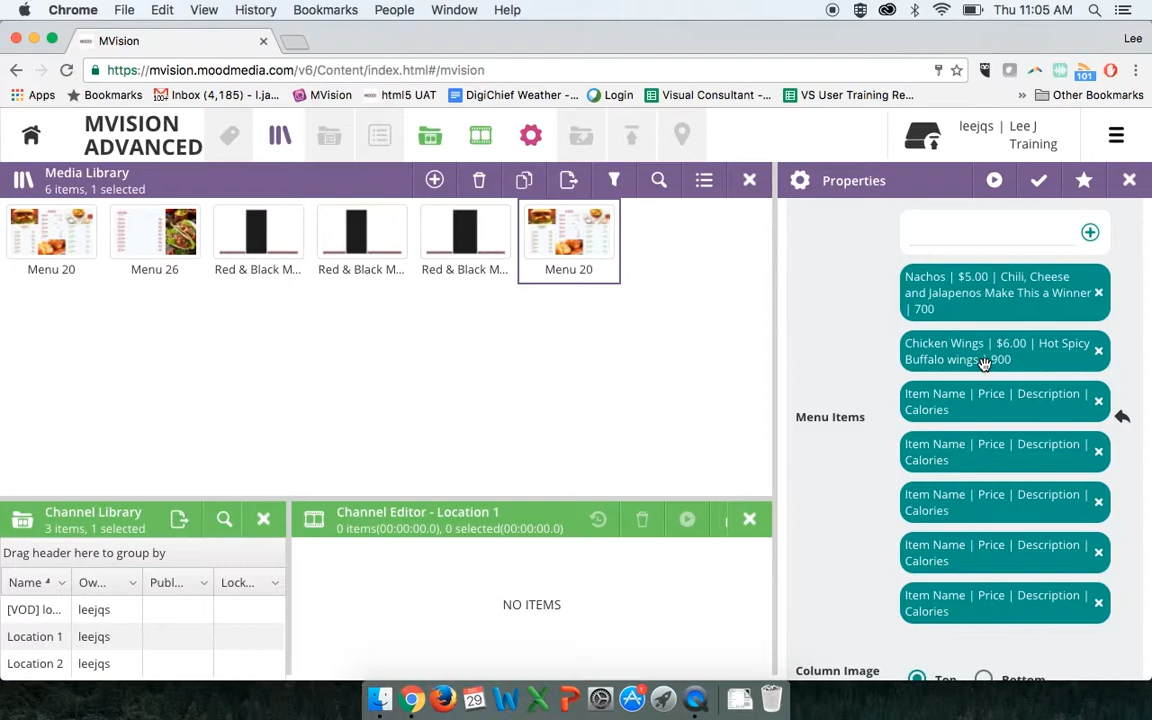 Chrome File Edit View History Bookmarks People Window Help Thu 11:05 AM
MVision Lee
https://mvision.moodmedia.com/v6/Content/index.html#/mvision
Apps Bookmarks Inbox (4,185) - l.ja... MVision html5 UAT DigiChief Weather -... Login Visual Consultant -... VS User Training Re... 101 » Other Bookmarks
MVISION
ADVANCED
leejqs | Lee J
Training
Media Library
6 items, 1 selected
Properties
Menu 20 Menu 26 Red & Black M... Red & Black M... Red & Black M... Menu 20
Nachos | $5.00 | Chili, Cheese
and Jalapenos Make This a Winner
| 700
Chicken Wings | $6.00 | Hot Spicy
Buffalo wings | 900
Menu Items
Item Name | Price | Description |
Calories
Item Name | Price | Description |
Calories
Item Name | Price | Description |
Calories
Item Name | Price | Description |
Calories
Item Name | Price | Description |
Calories
Column Image
Top Bottom
Channel Library
3 items, 1 selected
Channel Editor - Location 1
0 items(00:00:00.0), 0 selected(00:00:00.0)
Drag header here to group by
Name Ow... Publ... Lock...
[VOD] lo... leejqs
Location 1 leejqs
Location 2 leejqs
NO ITEMS